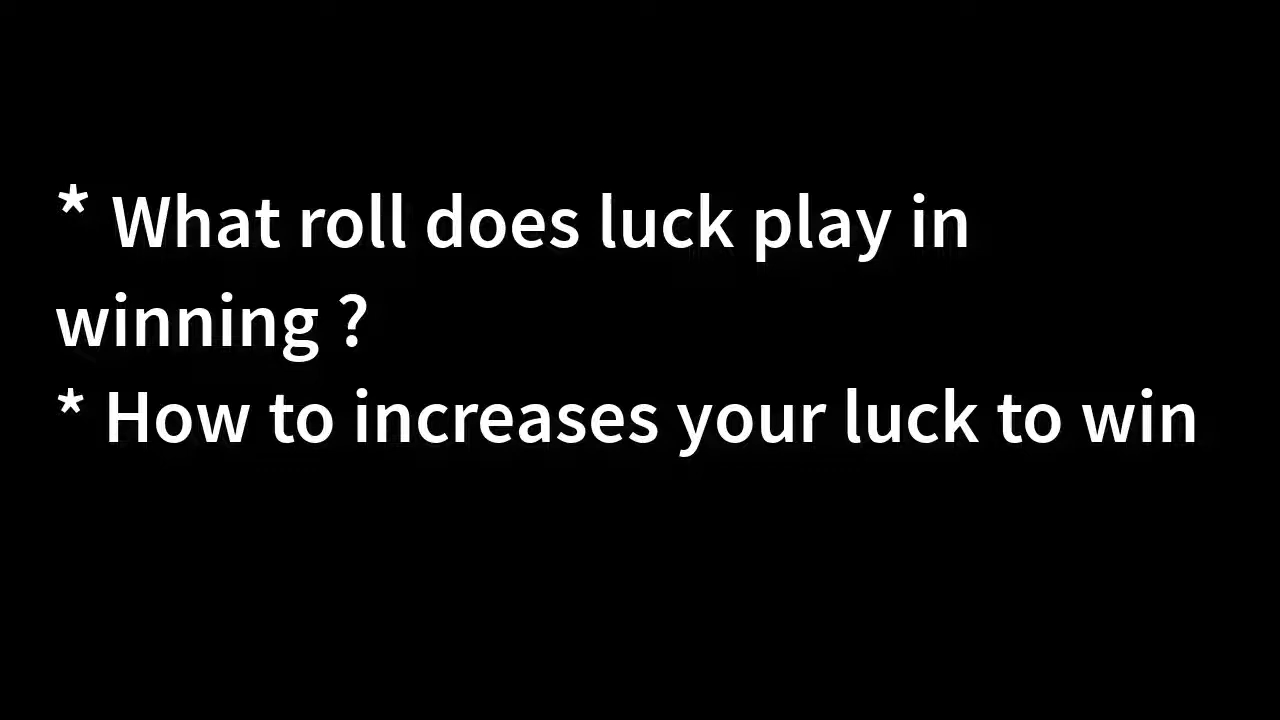 * What roll does luck play in
winning ?
* How to increases your luck to win